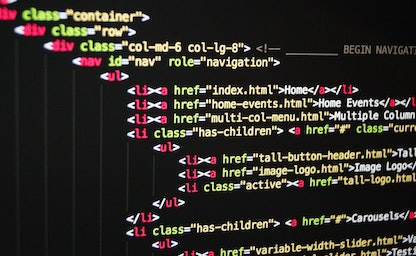 div class="container">
<div class="row">
<div class="col-md-6 col-lg-8"> <!-- ________ BEGIN NAVIGATI
<nav id="nav" role="navigation">
<ul>
<li><a href="index.html">Home</a></li>
<li><a href="home-events.html">Home Events</a></li>
<li><a href="multi-col-menu.html">Multiple Column
<li class="has-children"> <a href="#" class="curre
<ul>
<li><a href="tall-button-header.html">Tall
<li><a href="image-logo.html">Image Logo</
<li class="active"><a href="tall-logo.html
</ul>
</li>
<li class="has-children"> <a href="#">Carousels</a>
<ul>
<li><a href="variable-width-slider.html">Va
">Testi